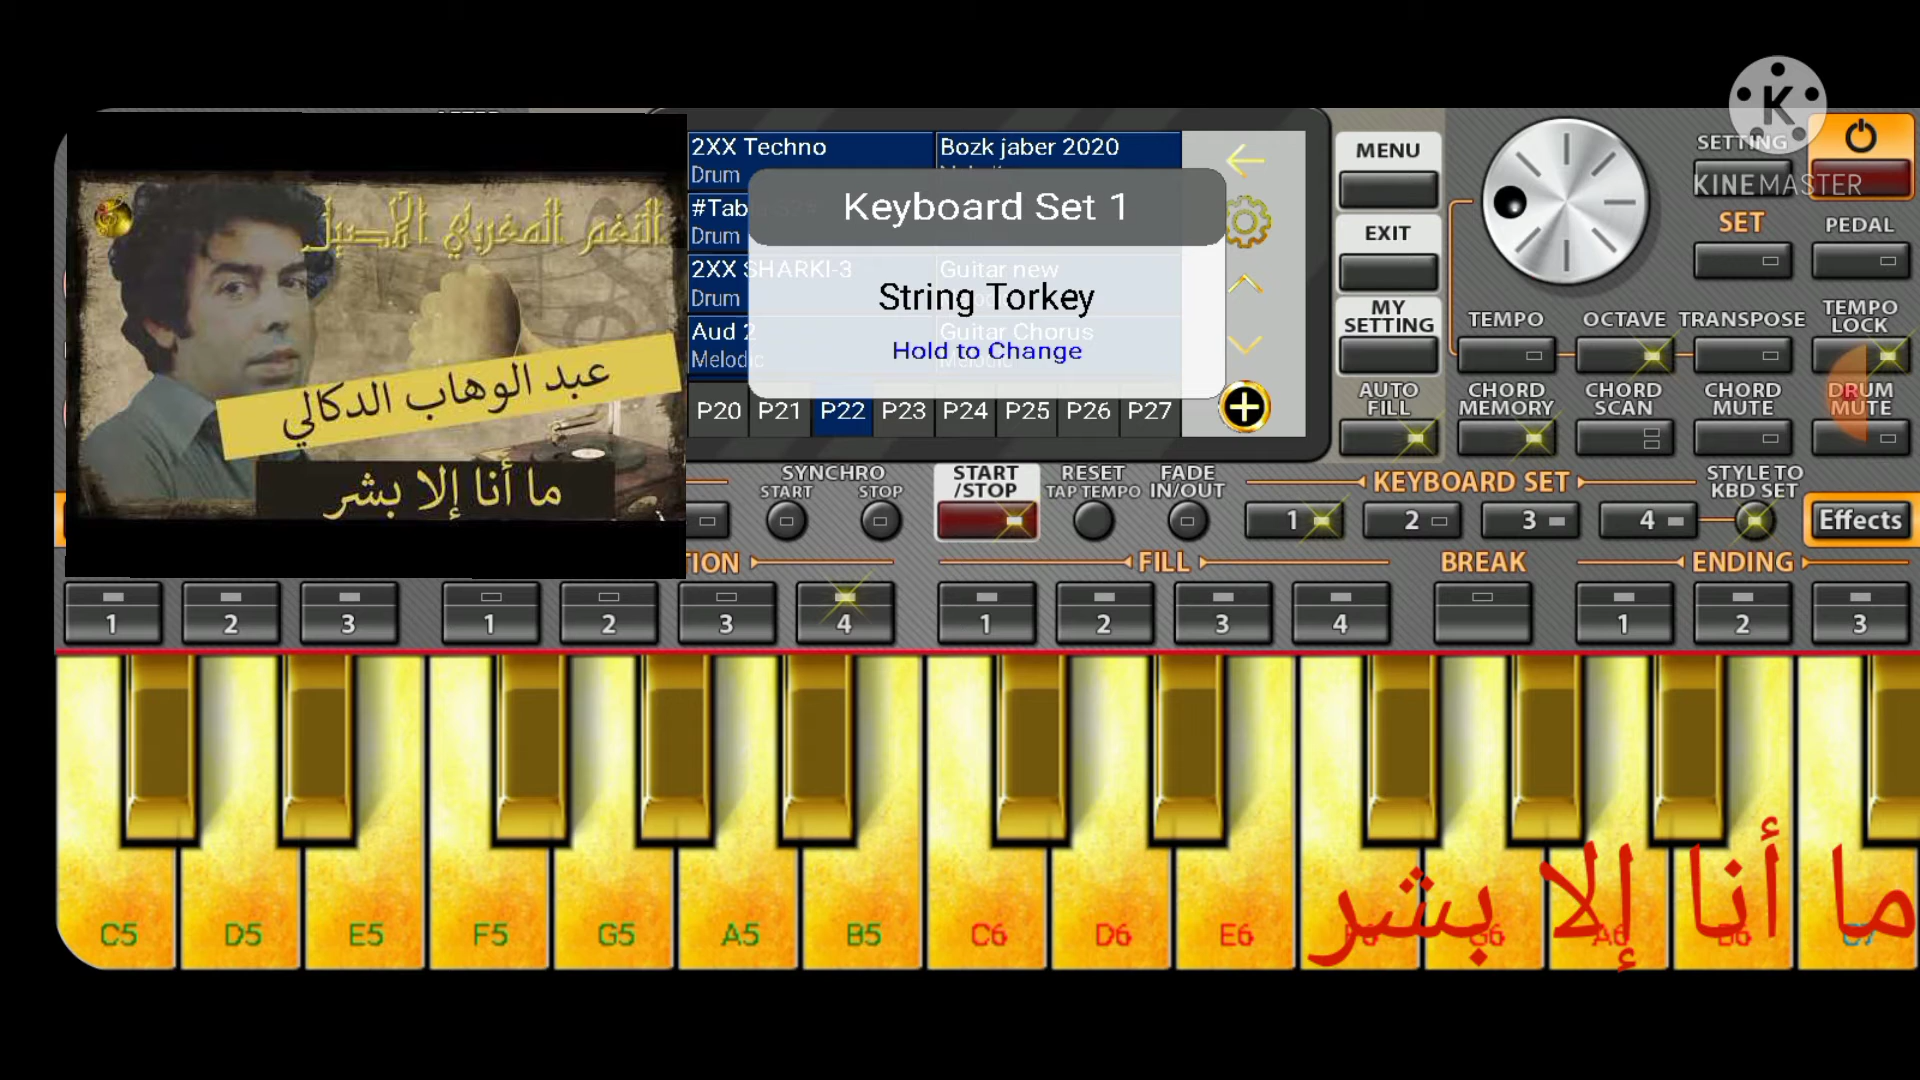 النغم المغربي الأصيل
عبد الوهاب الدكالي
ما أنا إلا بشر
2XX Techno
Drum
Bozk jaber 2020
#Tab
Drum
2XX SHARKI-3
Drum
Guitar new
Aud 2
Melodic
Guitar Chorus
Keyboard Set 1
String Torkey
Hold to Change
P20 P21 P22 P23 P24 P25 P26 P27
MENU
EXIT
MY SETTING
SETTING
K
KINEMASTER
SET
PEDAL
TEMPO
OCTAVE
TRANSPOSE
TEMPO LOCK
AUTO FILL
CHORD MEMORY
CHORD SCAN
CHORD MUTE
DRUM MUTE
SYNCHRO
START
STOP
START /STOP
RESET
TAP TEMPO
FADE IN/OUT
KEYBOARD SET
STYLE TO KBD SET
1 2 3 4
Effects
TION
FILL
BREAK
ENDING
1 2 3 1 2 3 4 1 2 3 4 1 2 3
C5 D5 E5 F5 G5 A5 B5 C6 D6 E6 G6 A6 B6 C7
ما أنا إلا بشر